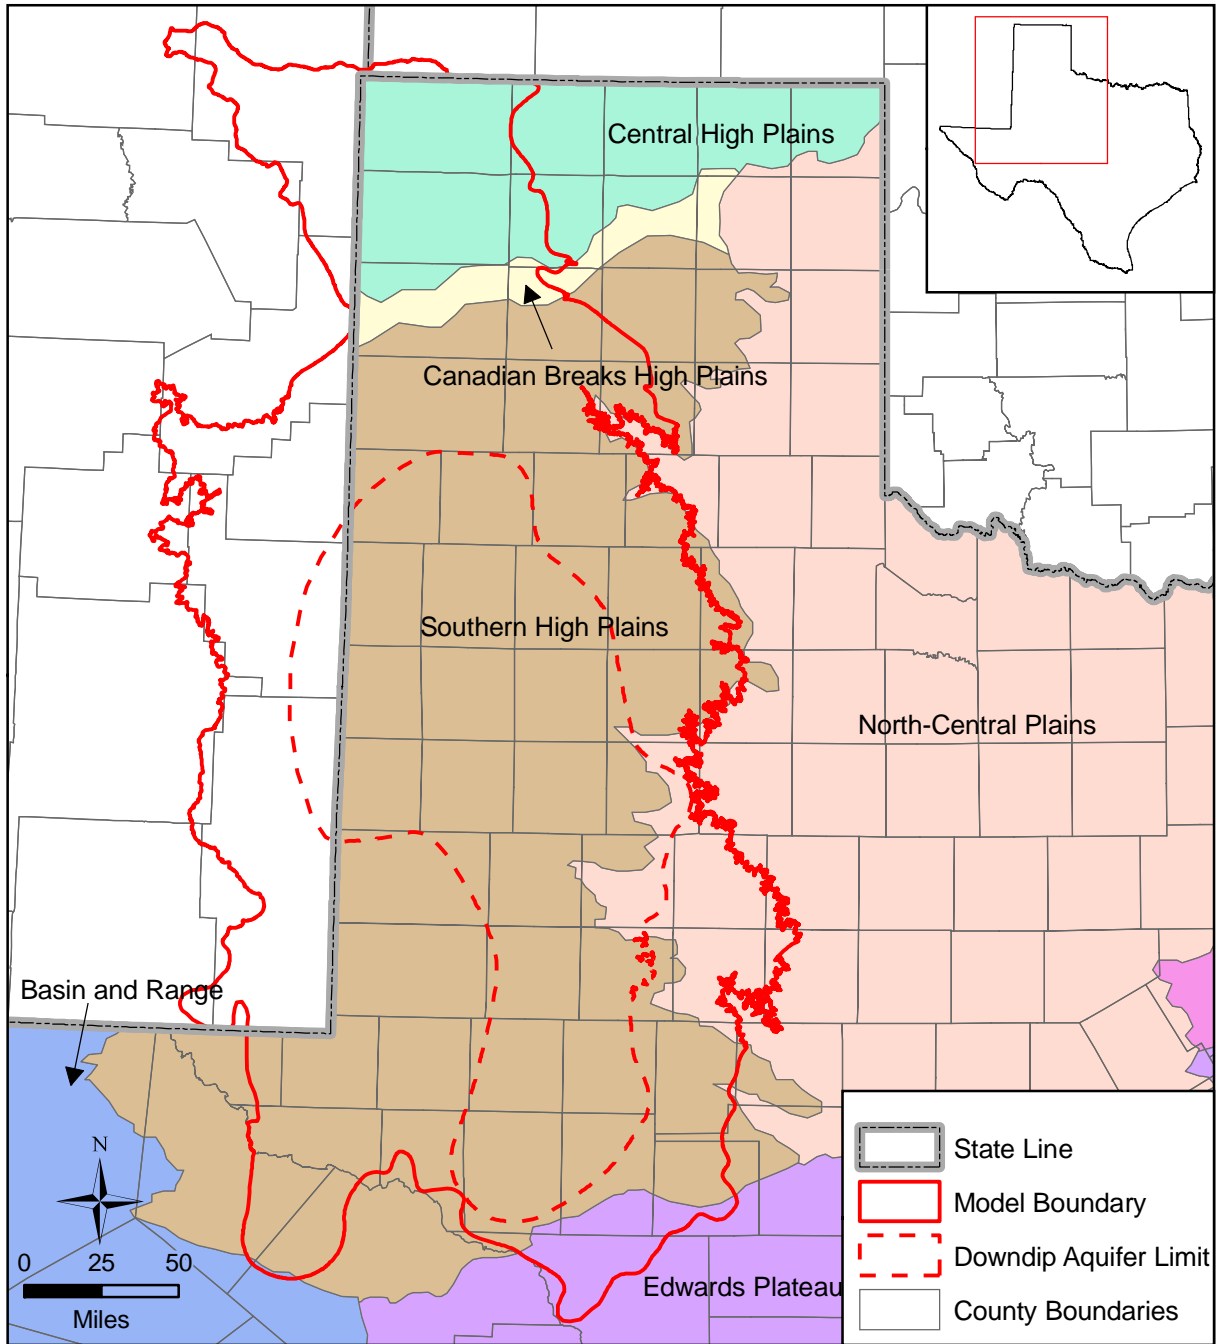 Central High Plains
Canadian Breaks High Plains
Southern High Plains
North-Central Plains
Basin and Range
N
0 25 50
Miles
Edwards Plateau
State Line
Model Boundary
Downdip Aquifer Limit
County Boundaries